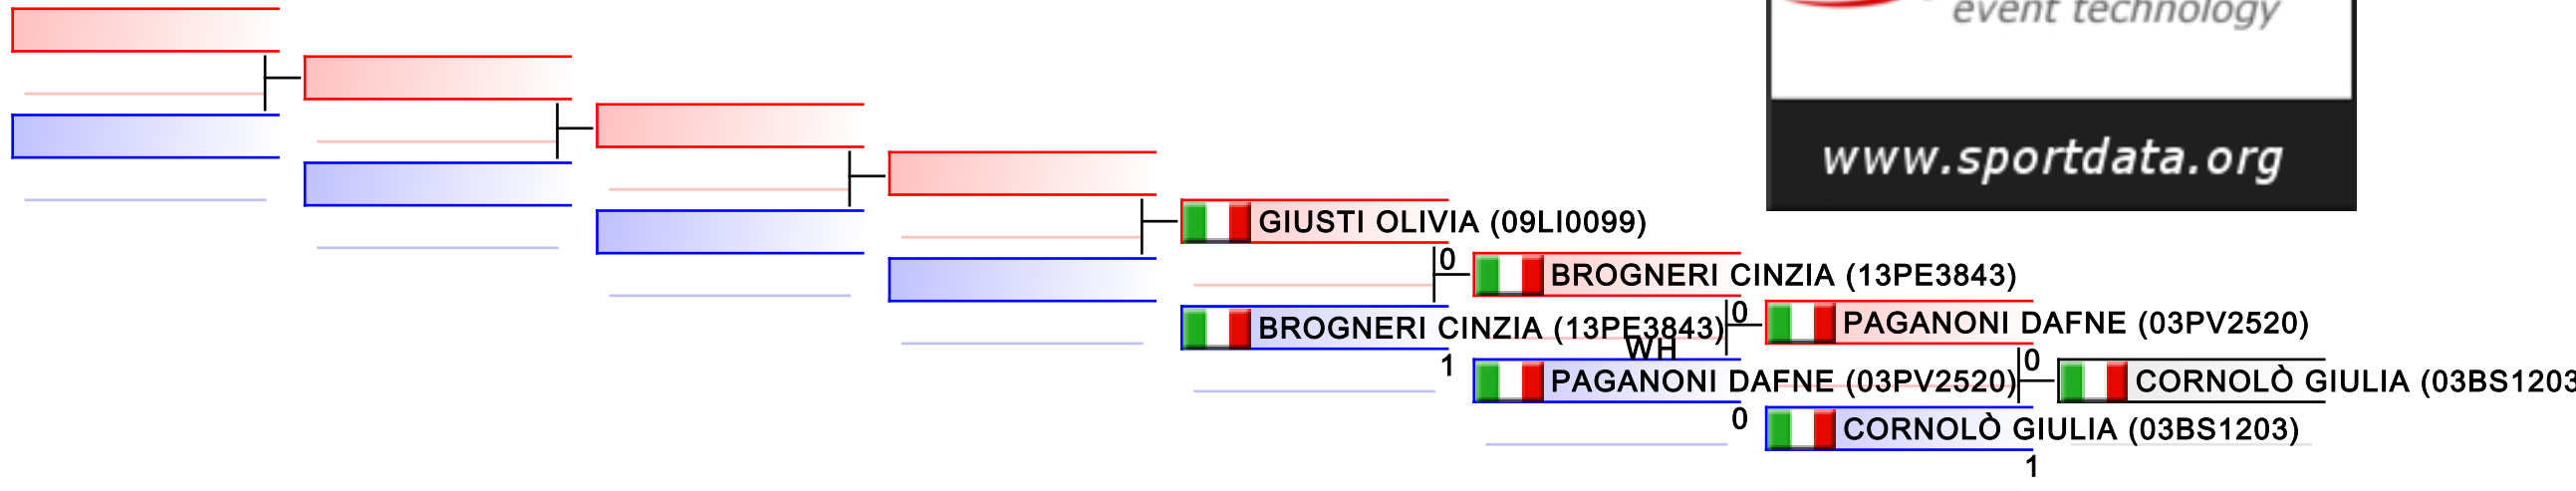 event technology
www.sportdata.org
GIUSTI OLIVIA (09LI0099)
0
BROGNERI CINZIA (13PE3843)
BROGNERI CINZIA (13PE3843)
1
WH
0
PAGANONI DAFNE (03PV2520)
PAGANONI DAFNE (03PV2520)
0
0
CORNOLÒ GIULIA (03BS1203
CORNOLÒ GIULIA (03BS1203)
1